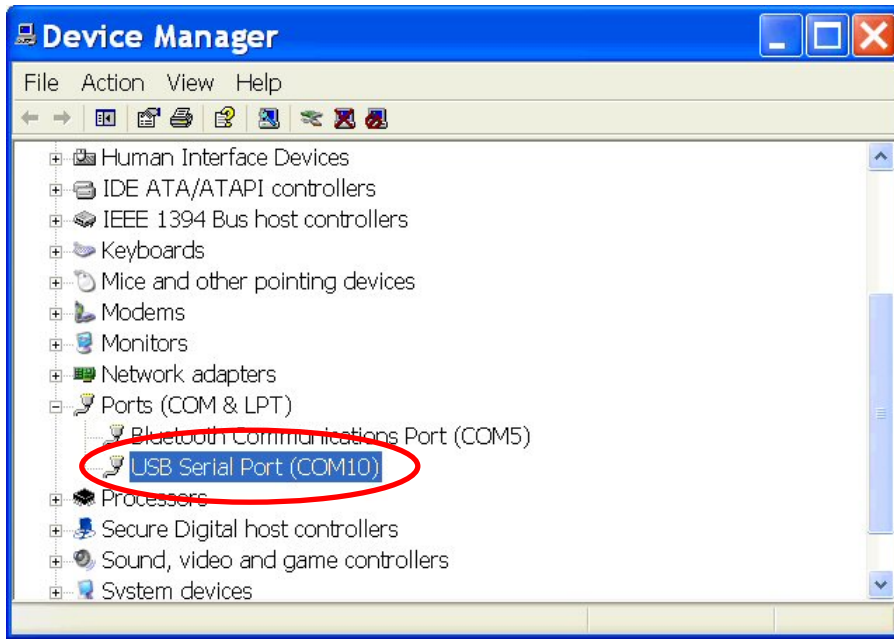 Device Manager
File Action View Help
Human Interface Devices
IDE ATA/ATAPI controllers
IEEE 1394 Bus host controllers
Keyboards
Mice and other pointing devices
Modems
Monitors
Network adapters
Ports (COM & LPT)
Bluetooth Communications Port (COM5)
USB Serial Port (COM10)
Processors
Secure Digital host controllers
Sound, video and game controllers
System devices